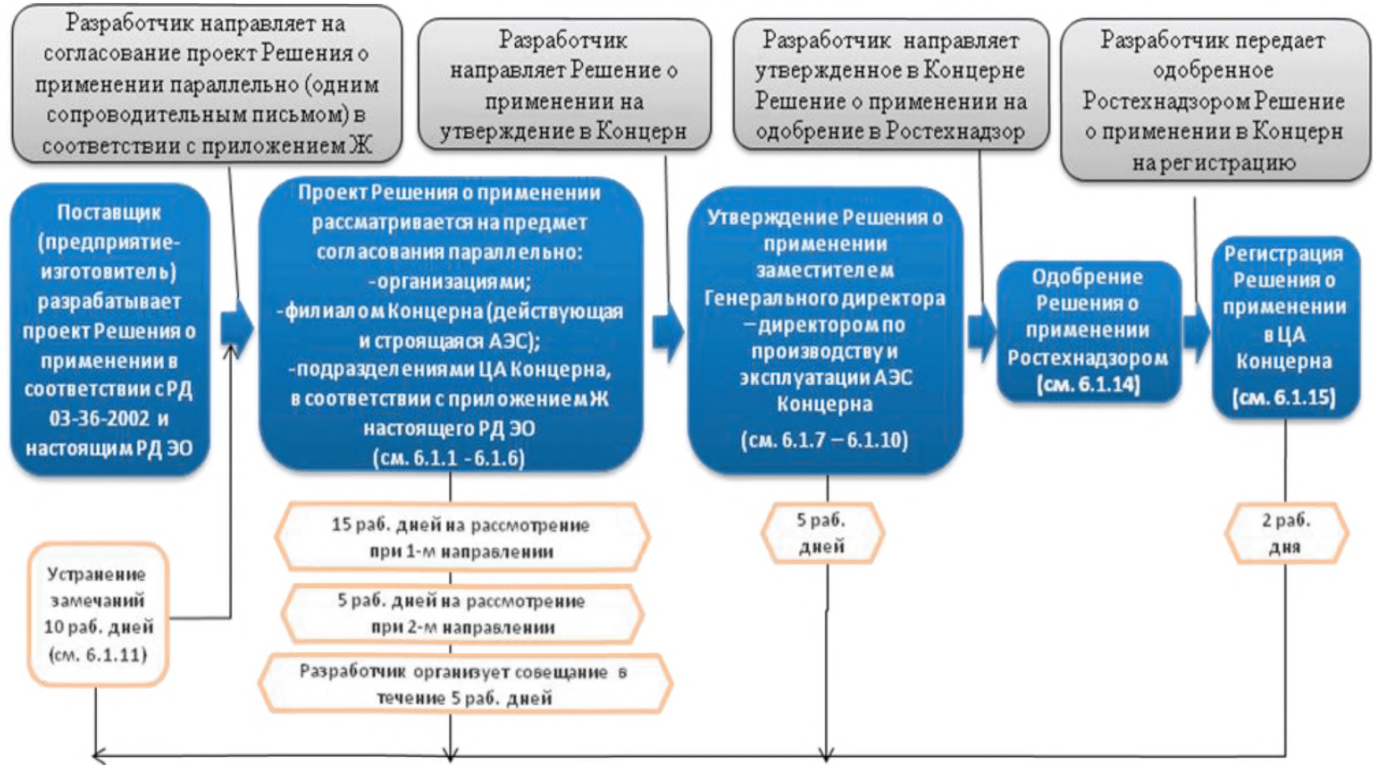 Разработчик направляет на
согласование проект Решения о
применении параллельно (одним
сопроводительным письмом) в
соответствии с приложением Ж
Разработчик
направляет Решение о
применении на
утверждение в Концерн
Разработчик направляет
утвержденное в Концерне
Решение о применении на
одобрение в Ростехнадзор
Разработчик передает
одобренное
Ростехнадзором Решение
о применении в Концерн
на регистрацию
Поставщик
(предприятие-
изготовитель)
разрабатывает
проект Решения о
применении в
соответствии с РД
03-36-2002 и
настоящим РД ЭО
Проект Решения о применении
рассматривается на предмет
согласования параллельно:
-организациями;
-филиалом Концерна (действующая
и строящаяся АЭС);
-подразделениями ЦА Концерна,
в соответствии с приложением Ж
настоящего РД ЭО
(см. 6.1.1 - 6.1.6)
Утверждение Решения о
применении
заместителем
Генерального директора
– директором по
производству и
эксплуатации АЭС
Концерна
(см. 6.1.7 – 6.1.10)
Одобрение
Решения о
применении
Ростехнадзором
(см. 6.1.14)
Регистрация
Решения о
применении
в ЦА
Концерна
(см. 6.1.15)
Устранение
замечаний
10 раб. дней
(см. 6.1.11)
15 раб. дней на рассмотрение
при 1-м направлении
5 раб. дней на рассмотрение
при 2-м направлении
Разработчик организует совещание в
течение 5 раб. дней
5 раб.
дней
2 раб.
дня